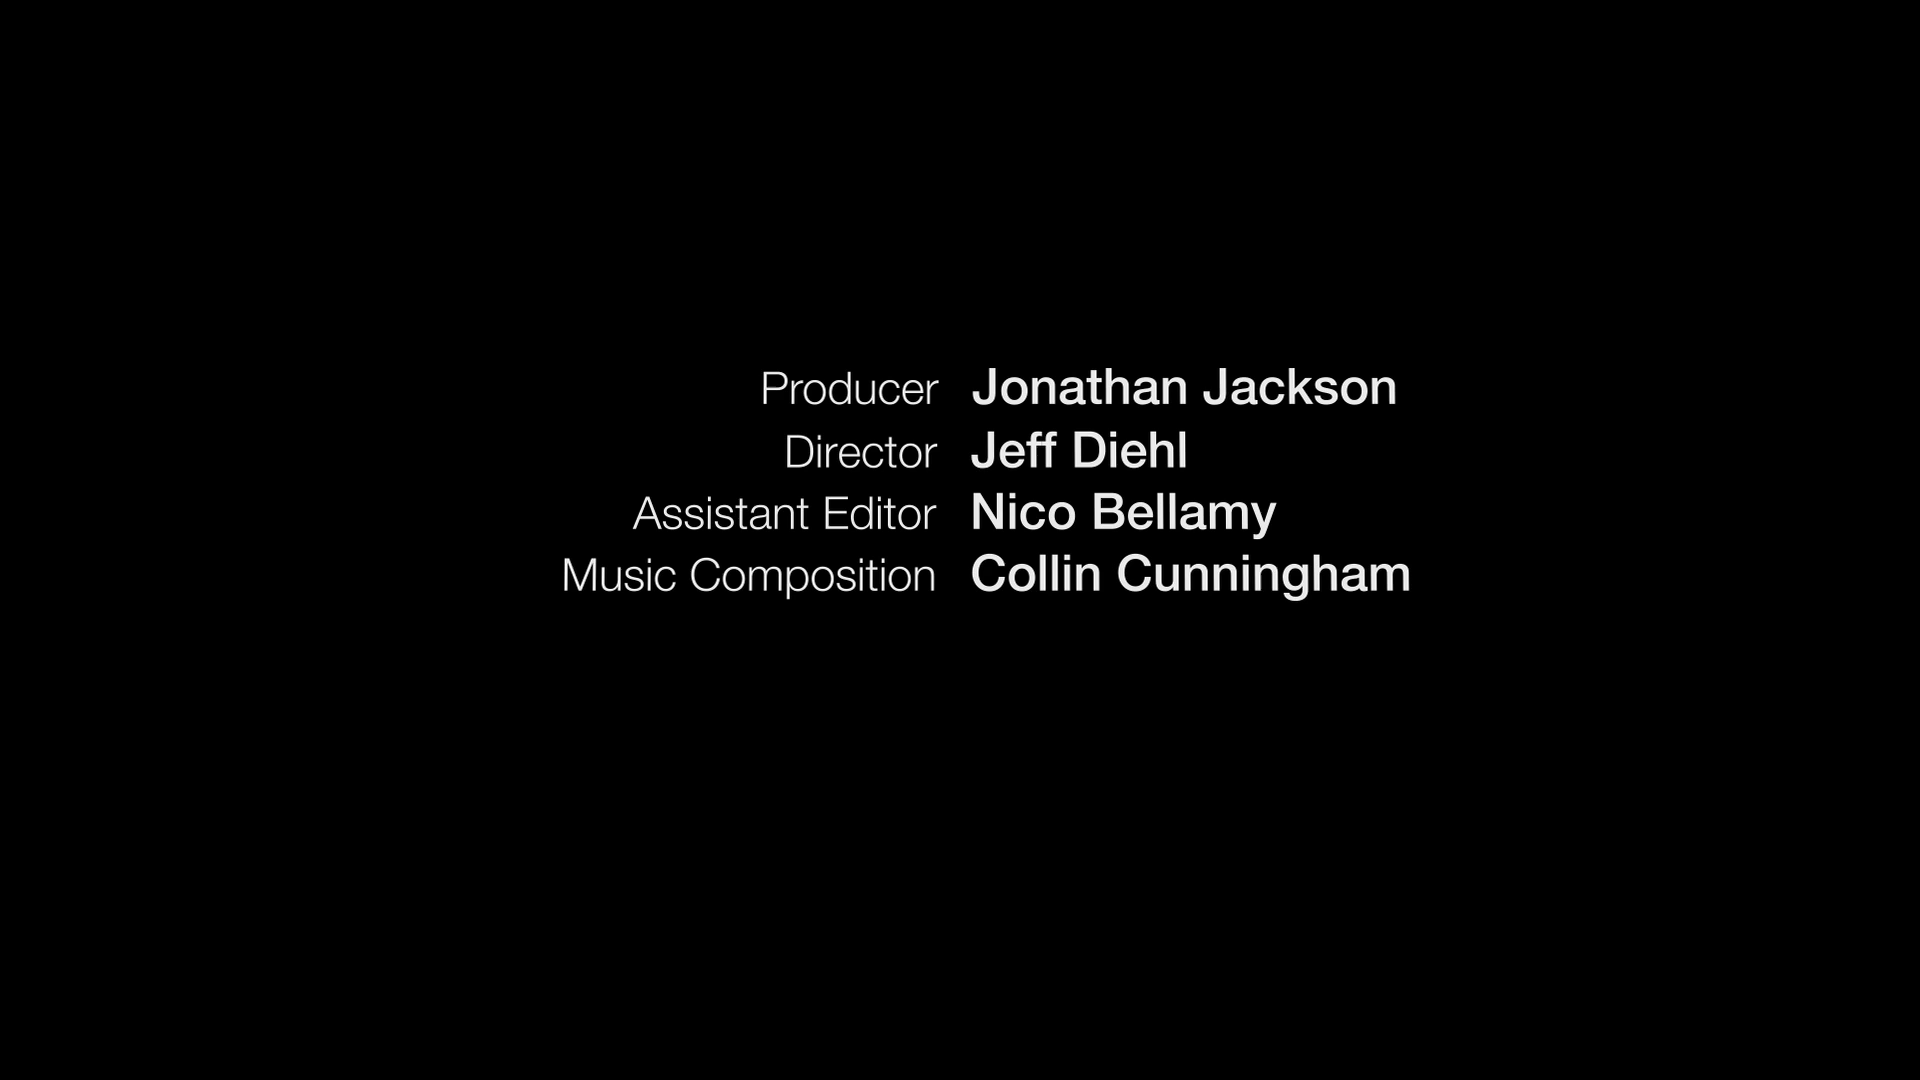 Producer Jonathan Jackson
Director Jeff Diehl
Assistant Editor Nico Bellamy
Music Composition Collin Cunningham